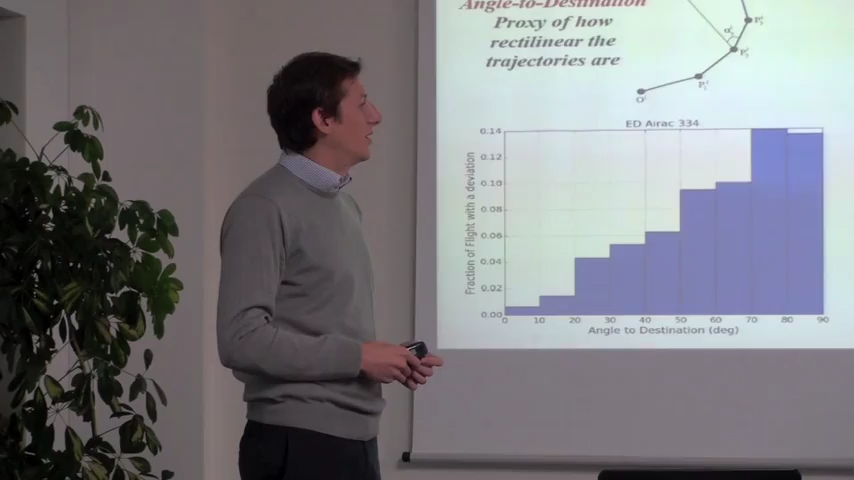 Angle-to-Destination
Proxy of how
rectilinear the
trajectories are
ED Airac 334
Fraction of Flight with a deviation
0.14
0.12
0.10
0.08
0.06
0.04
0.02
0.00
0 10 20 30 40 50 60 70 80 90
Angle to Destination (deg)